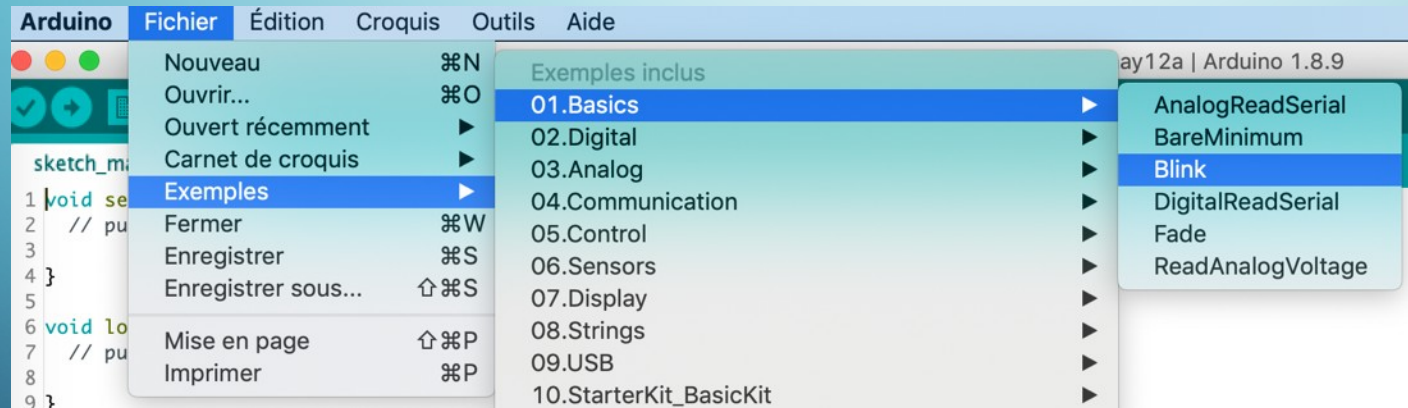 Arduino Fichier Édition Croquis Outils Aide
ay12a | Arduino 1.8.9
sketch_ma
1 void se
2 // pu
3
4 }
5
6 void lo
7 // pu
8
9 }
Nouveau ⌘N
Ouvrir... ⌘O
Ouvert récemment ▶
Carnet de croquis ▶
Exemples ▶
Fermer ⌘W
Enregistrer ⌘S
Enregistrer sous... ⇧⌘S
Mise en page ⇧⌘P
Imprimer ⌘P
Exemples inclus
01.Basics ▶
02.Digital ▶
03.Analog ▶
04.Communication ▶
05.Control ▶
06.Sensors ▶
07.Display ▶
08.Strings ▶
09.USB ▶
10.StarterKit_BasicKit ▶
AnalogReadSerial
BareMinimum
Blink
DigitalReadSerial
Fade
ReadAnalogVoltage